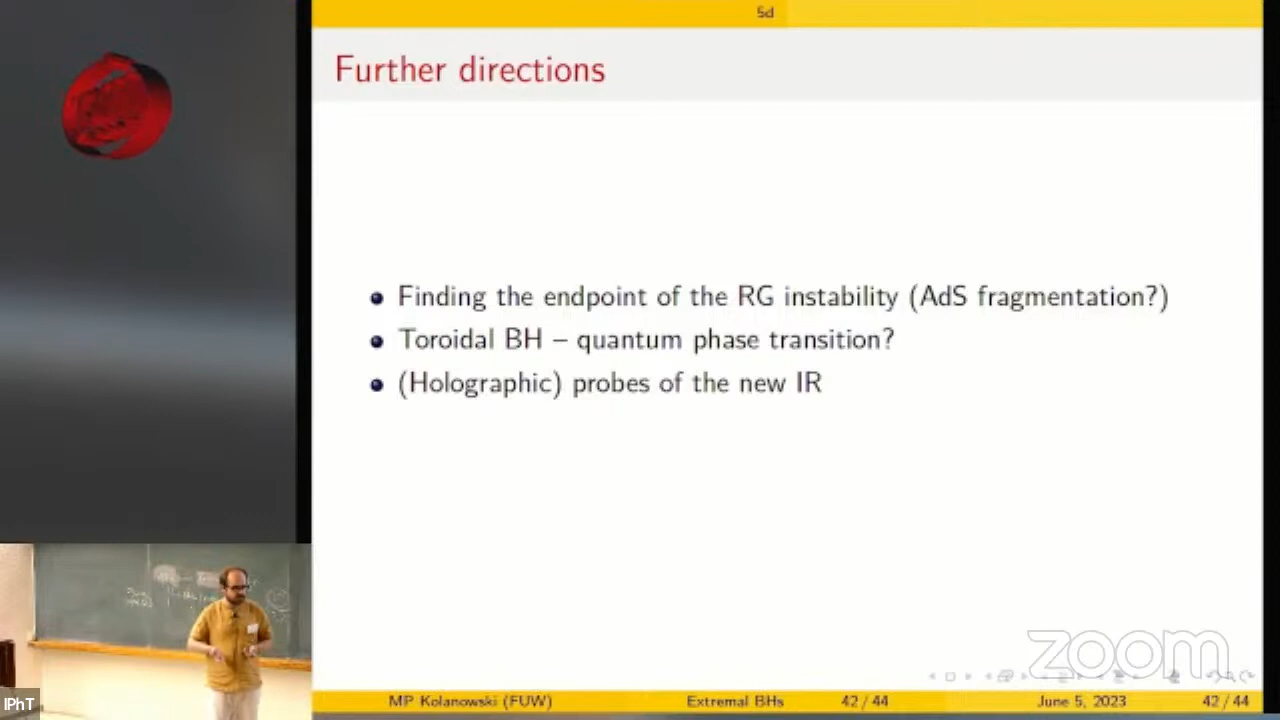 5d
Further directions
Finding the endpoint of the RG instability (AdS fragmentation?)
Toroidal BH – quantum phase transition?
(Holographic) probes of the new IR
zoom
MP Kolanowski (FUW) Extremal BHs 42 / 44 June 5, 2023 42 / 44
IPhT